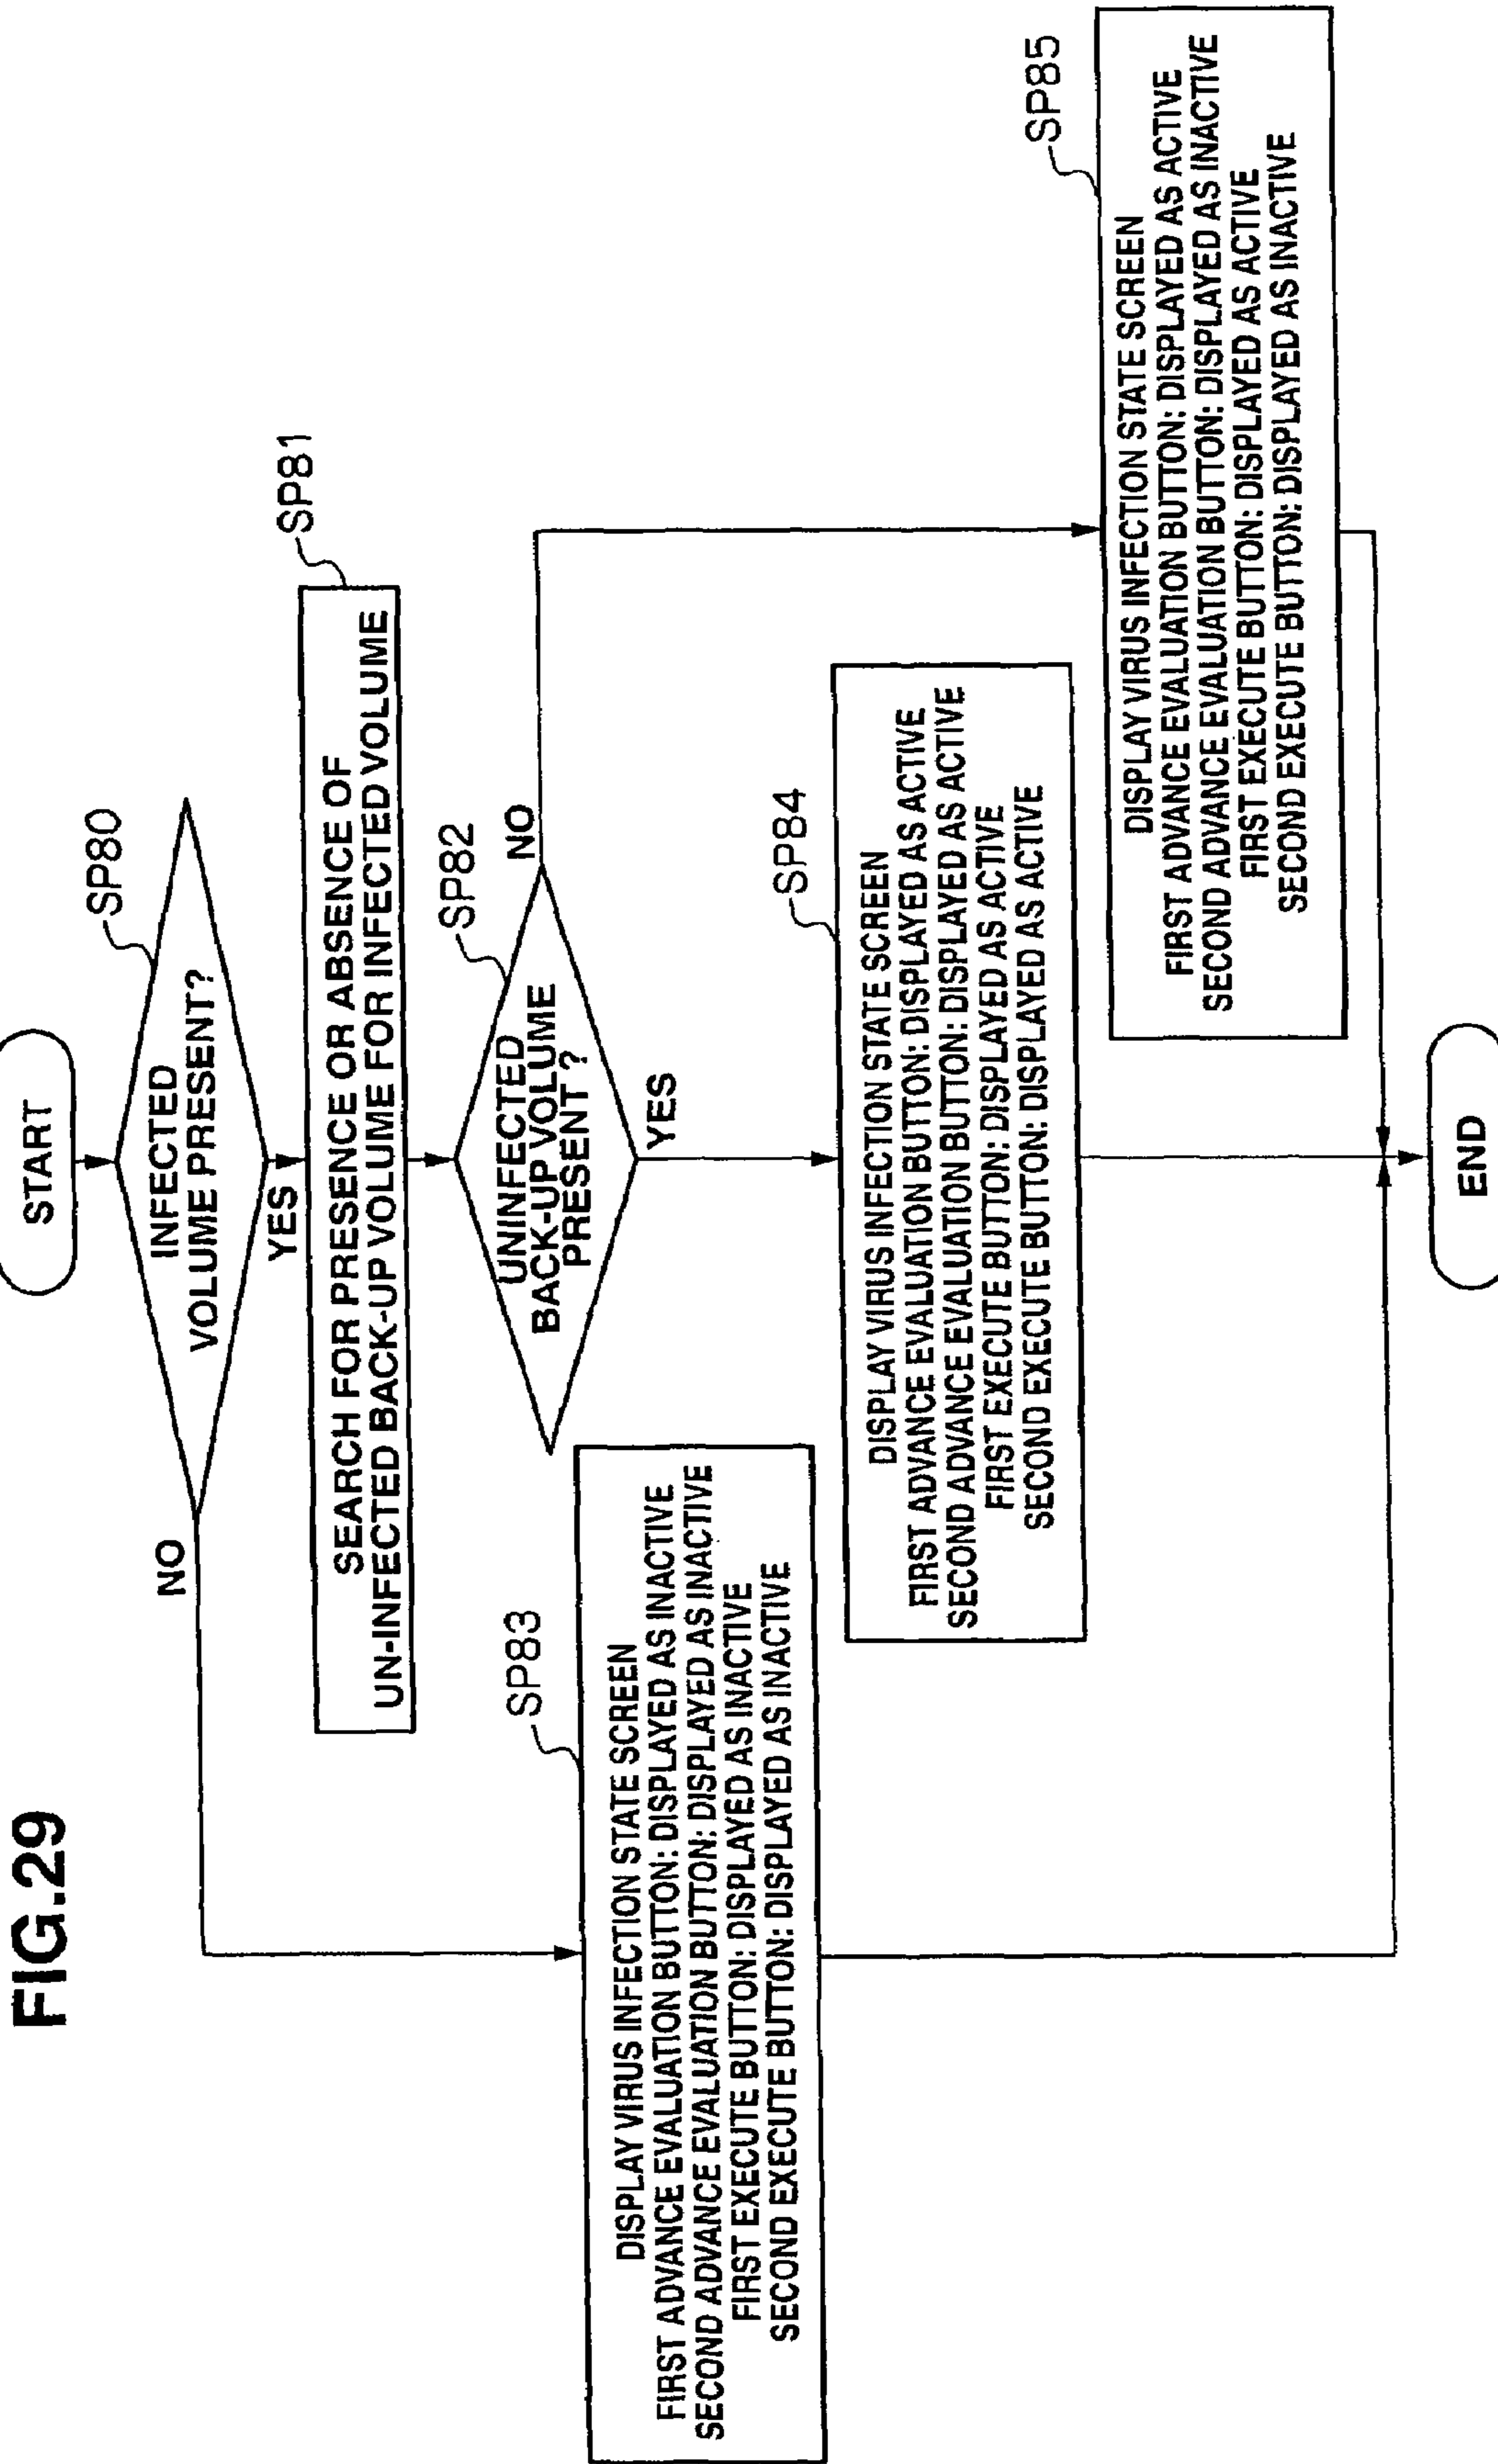 FIG.29
START
SP80
INFECTED
VOLUME PRESENT?
NO
YES
SP81
SEARCH FOR PRESENCE OR ABSENCE OF
UN-INFECTED BACK-UP VOLUME FOR INFECTED VOLUME
SP82
UNINFECTED
BACK-UP VOLUME
PRESENT ?
NO
YES
SP83
DISPLAY VIRUS INFECTION STATE SCREEN
FIRST ADVANCE EVALUATION BUTTON: DISPLAYED AS INACTIVE
SECOND ADVANCE EVALUATION BUTTON: DISPLAYED AS INACTIVE
FIRST EXECUTE BUTTON: DISPLAYED AS INACTIVE
SECOND EXECUTE BUTTON: DISPLAYED AS INACTIVE
SP84
DISPLAY VIRUS INFECTION STATE SCREEN
FIRST ADVANCE EVALUATION BUTTON: DISPLAYED AS ACTIVE
SECOND ADVANCE EVALUATION BUTTON: DISPLAYED AS ACTIVE
FIRST EXECUTE BUTTON: DISPLAYED AS ACTIVE
SECOND EXECUTE BUTTON: DISPLAYED AS ACTIVE
SP85
DISPLAY VIRUS INFECTION STATE SCREEN
FIRST ADVANCE EVALUATION BUTTON: DISPLAYED AS ACTIVE
SECOND ADVANCE EVALUATION BUTTON: DISPLAYED AS INACTIVE
FIRST EXECUTE BUTTON: DISPLAYED AS ACTIVE
SECOND EXECUTE BUTTON: DISPLAYED AS INACTIVE
END